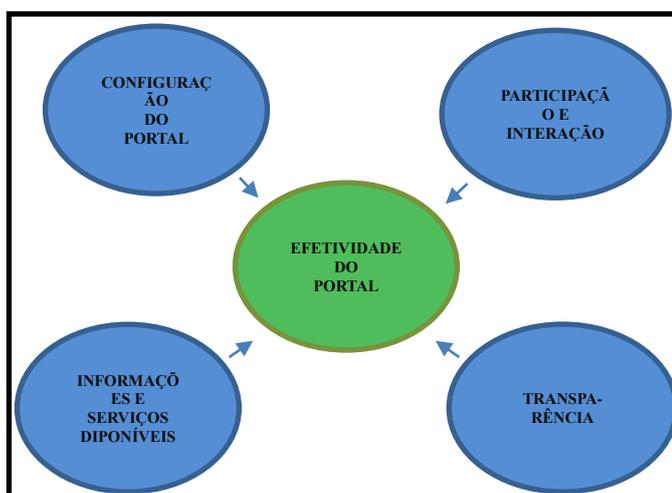 CONFIGURAÇ
ÃO
DO
PORTAL
PARTICIPAÇÃ
O E
INTERAÇÃO
EFETIVIDADE
DO
PORTAL
INFORMAÇÕ
ES E
SERVIÇOS
DIPONÍVEIS
TRANSPA-
RÊNCIA